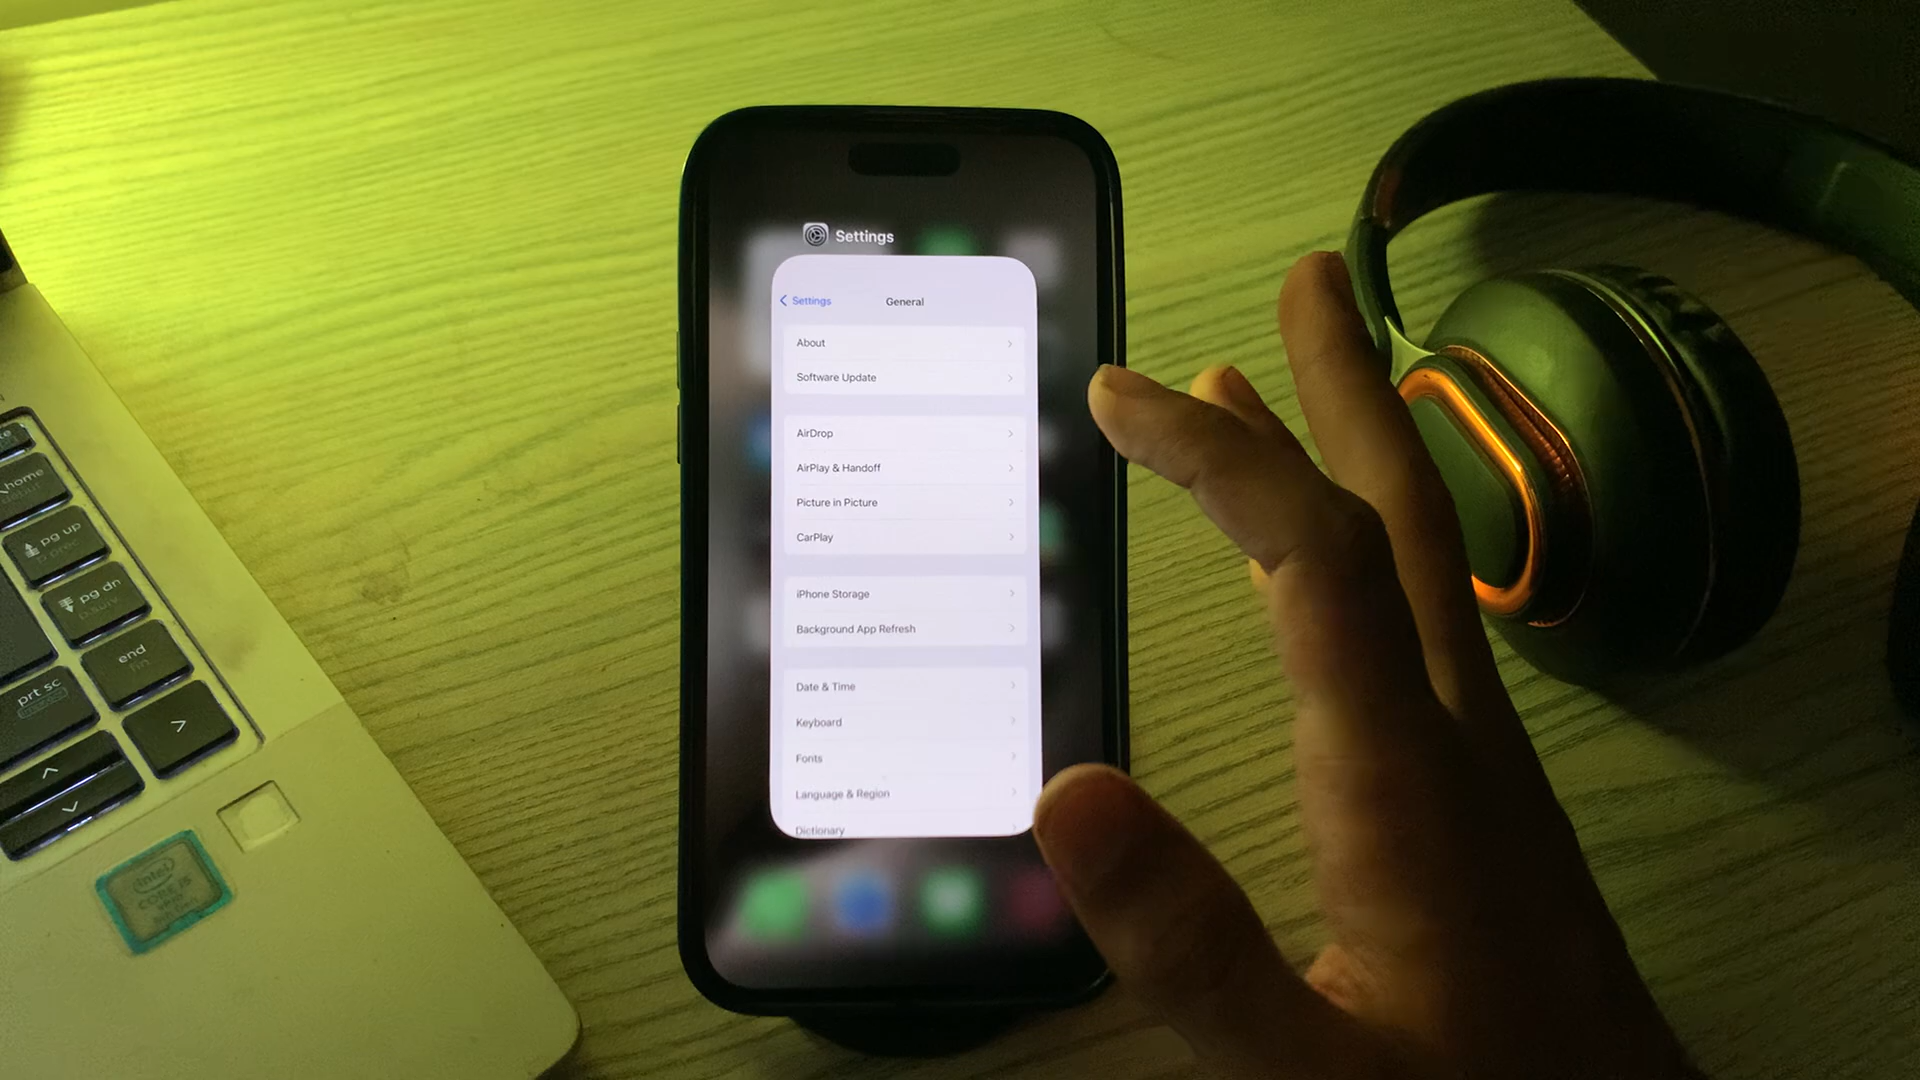 Settings
Settings
General
About
Software Update
AirDrop
AirPlay & Handoff
Picture in Picture
CarPlay
iPhone Storage
Background App Refresh
Date & Time
Keyboard
Fonts
Language & Region
Dictionary
home
pg up
pg dn
end
fin
prt sc
intel
CORE i5